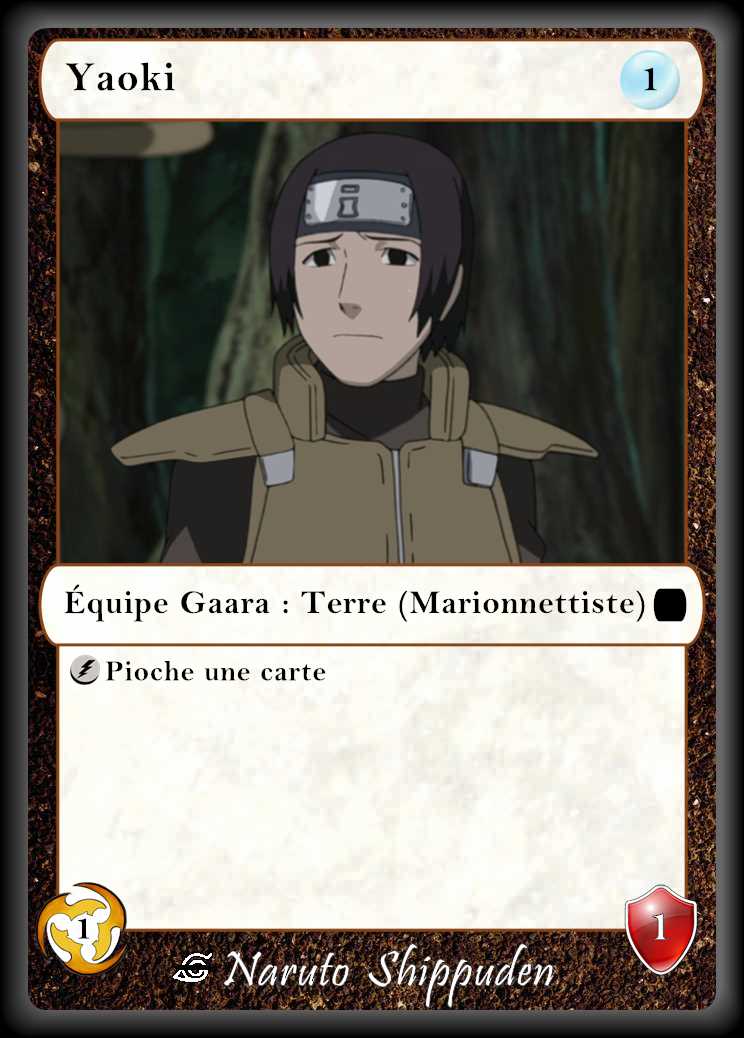 Yaoki
1
Équipe Gaara : Terre (Marionnettiste)
Pioche une carte
1
1
Naruto Shippuden